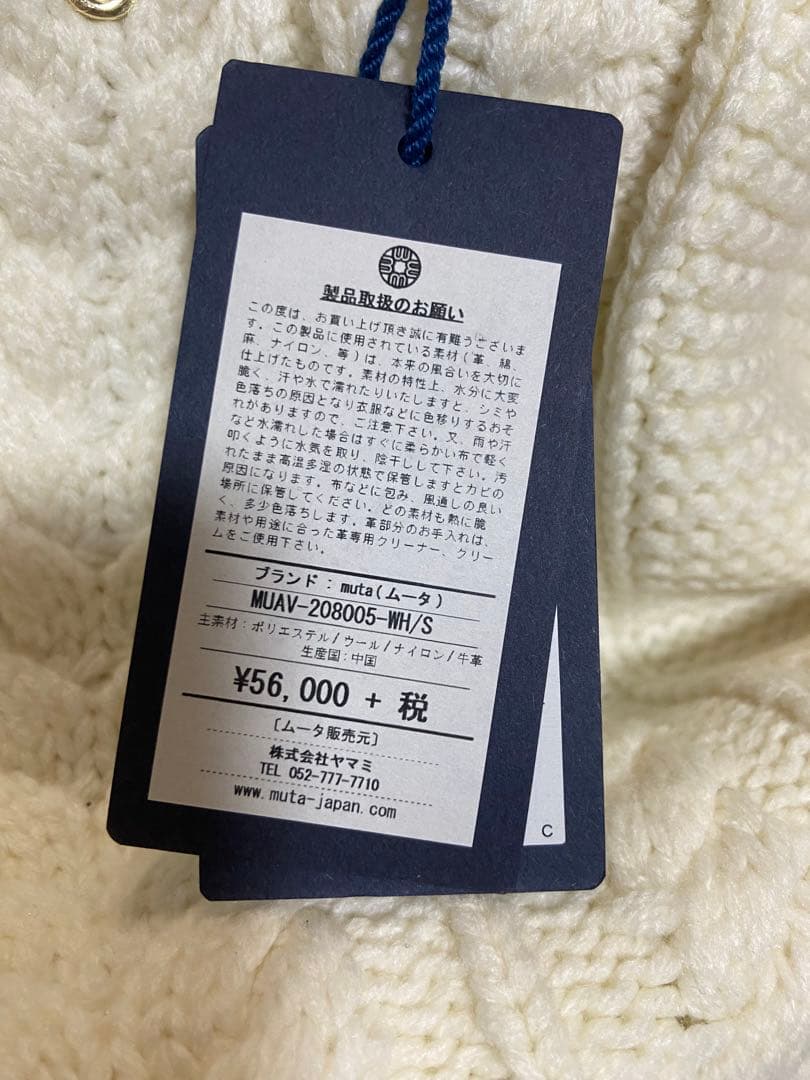 製品取扱のお願い
この度は、お買い上げ頂き誠に有難うございま
す。この製品に使用されている素材(革、綿、
麻、ナイロン、等)は、本来の風合いを大切に
仕上げたものです。素材の特性上、水分に大変
脆く、汗や水で濡れたりいたしますと、シミや
色落ちの原因となり衣服などに色移りするおそ
れがありますので、ご注意下さい。又、雨や汗
など水濡れした場合はすぐに柔らかい布で軽く
叩くように水気を取り、陰干しして下さい。汚
れたまま高温多湿の状態で保管しますとカビの
原因になります。布などに包み、風通しの良い
場所に保管してください。どの素材も熱に脆
く、多少色落ちします。革部分のお手入れは、
素材や用途に合った革専用クリーナー、クリー
ムをご使用下さい。
ブランド：muta(ムータ)
MUAV-208005-WH/S
主素材：ポリエステル/ウール/ナイロン/牛革
生産国：中国
¥56,000 + 税
[ムータ販売元]
株式会社ヤマミ
TEL 052-777-7710
www.muta-japan.com
C